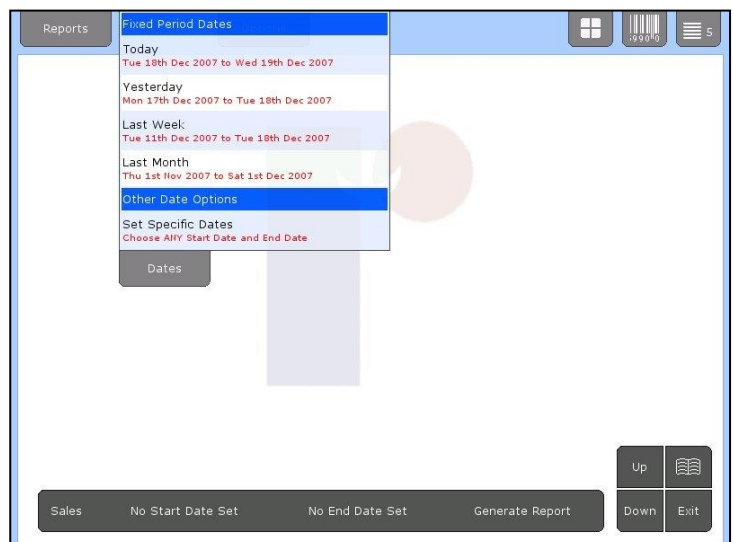 Reports
Fixed Period Dates
Today
Tue 18th Dec 2007 to Wed 19th Dec 2007
Yesterday
Mon 17th Dec 2007 to Tue 18th Dec 2007
Last Week
Tue 11th Dec 2007 to Tue 18th Dec 2007
Last Month
Thu 1st Nov 2007 to Sat 1st Dec 2007
Other Date Options
Set Specific Dates
Choose ANY Start Date and End Date
Dates
5
Up
Sales No Start Date Set No End Date Set Generate Report
Down Exit